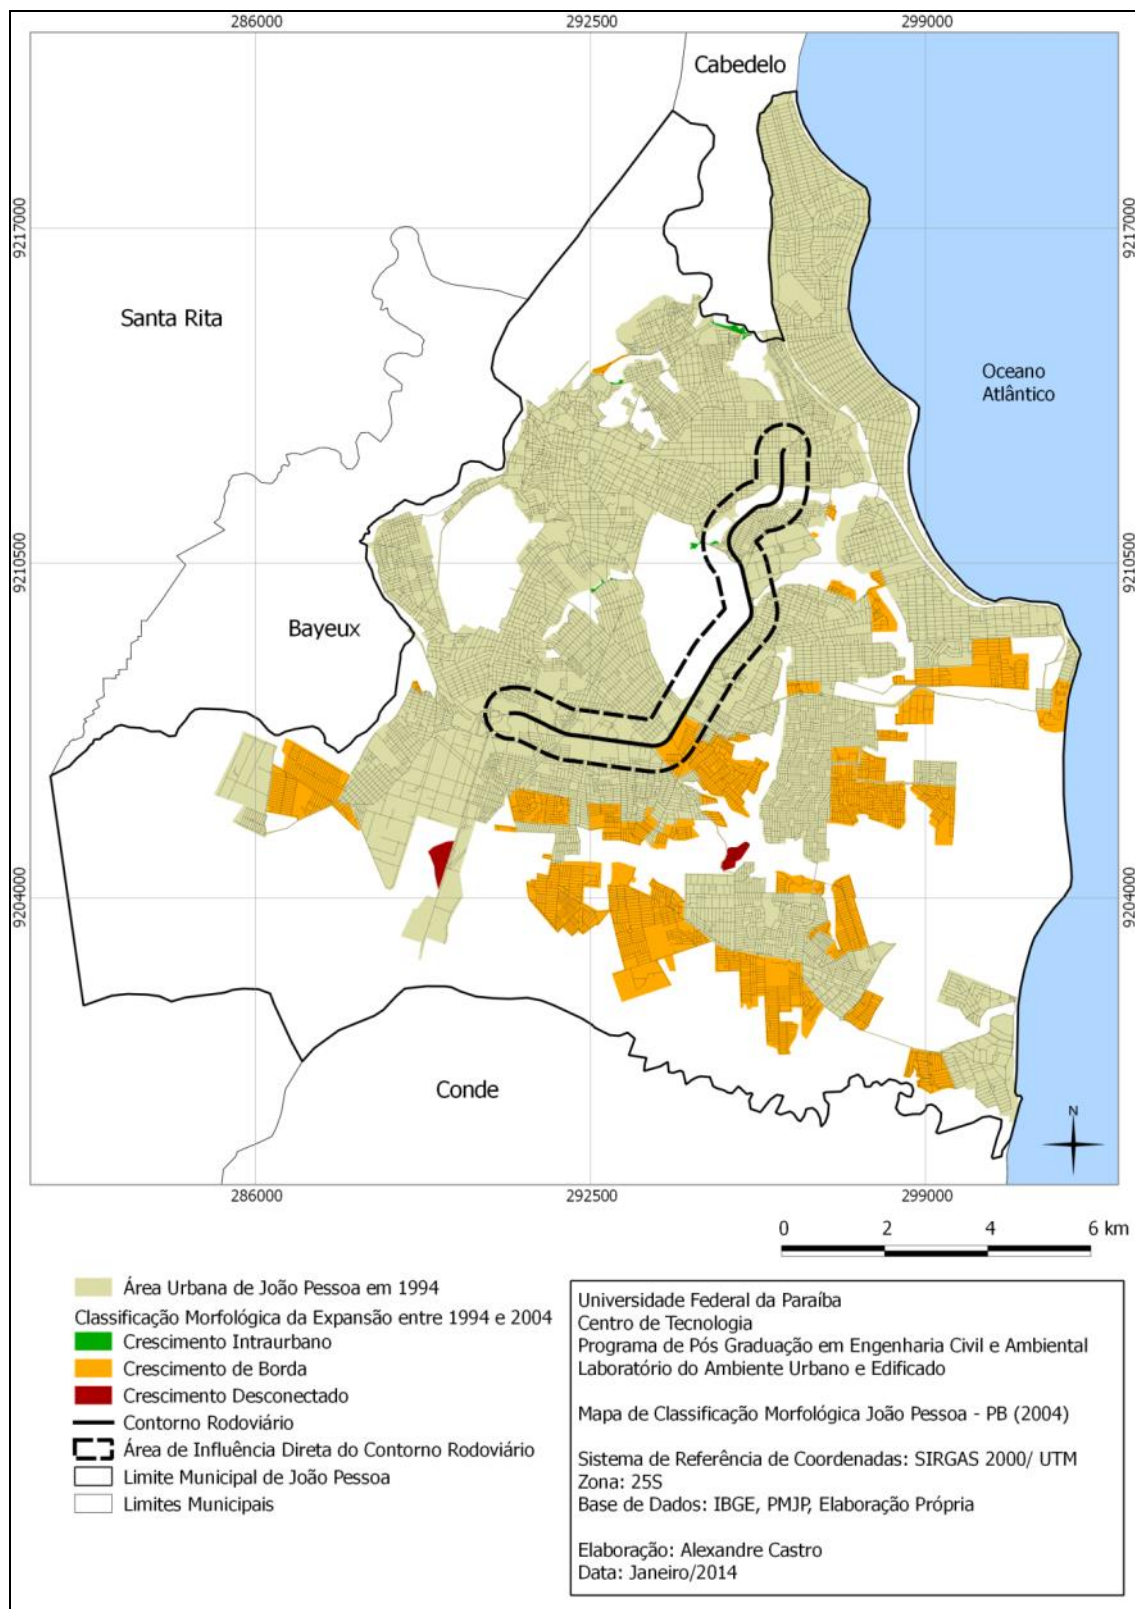 286000
292500
299000
Cabedelo
9217000
9217000
Santa Rita
Oceano
Atlântico
9210500
9210500
Bayeux
9204000
9204000
Conde
N
286000
292500
299000
0
2
4
6 km
Área Urbana de João Pessoa em 1994
Classificação Morfológica da Expansão entre 1994 e 2004
Crescimento Intraurbano
Crescimento de Borda
Crescimento Desconectado
Contorno Rodoviário
Área de Influência Direta do Contorno Rodoviário
Limite Municipal de João Pessoa
Limites Municipais
Universidade Federal da Paraíba
Centro de Tecnologia
Programa de Pós Graduação em Engenharia Civil e Ambiental
Laboratório do Ambiente Urbano e Edificado
Mapa de Classificação Morfológica João Pessoa - PB (2004)
Sistema de Referência de Coordenadas: SIRGAS 2000/ UTM
Zona: 25S
Base de Dados: IBGE, PMJP, Elaboração Própria
Elaboração: Alexandre Castro
Data: Janeiro/2014